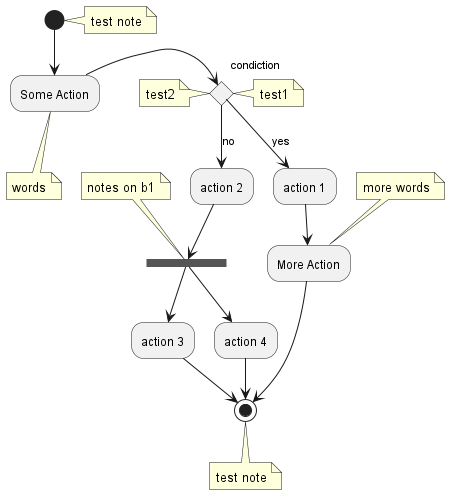 test note
condiction
Some Action
test2
test1
no
yes
words
notes on b1
action 2
action 1
more words
More Action
action 3
action 4
test note